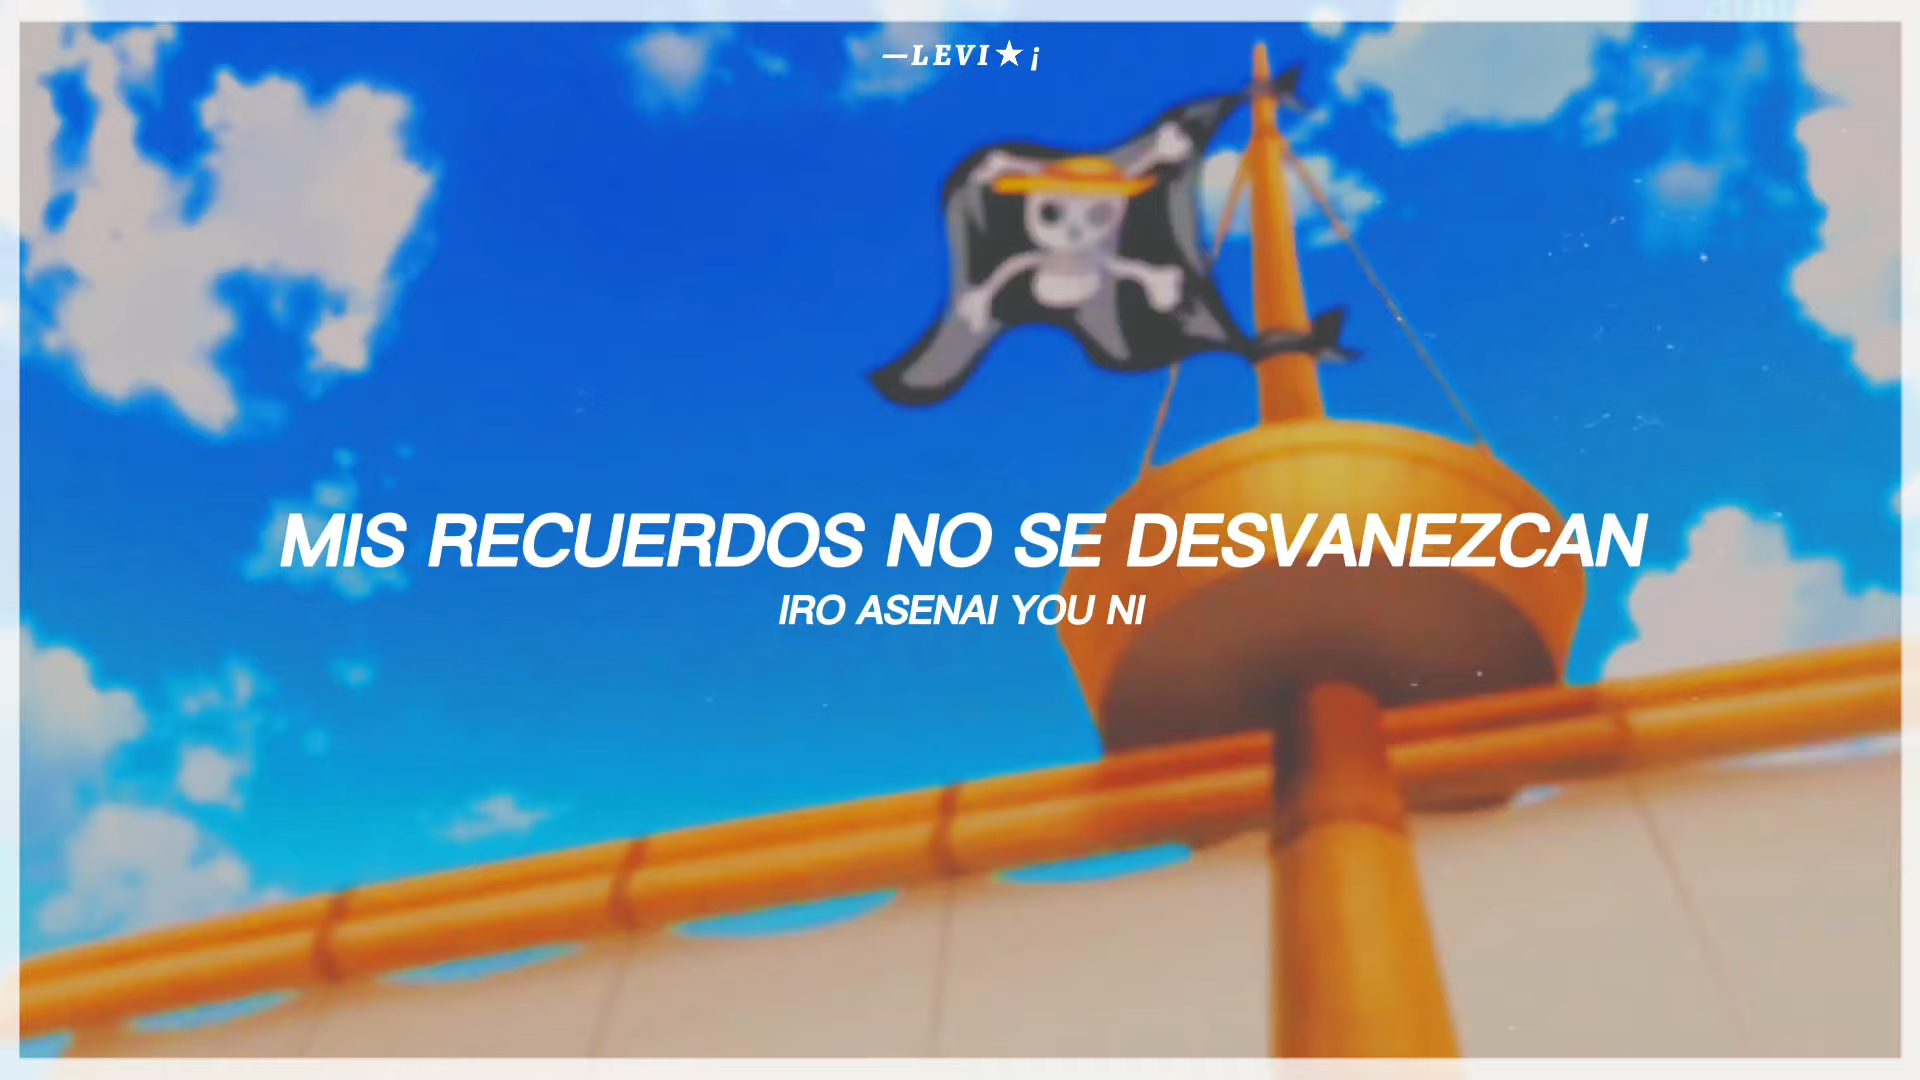 —LEVI★¡
MIS RECUERDOS NO SE DESVANEZCAN
IRO ASENAI YOU NI